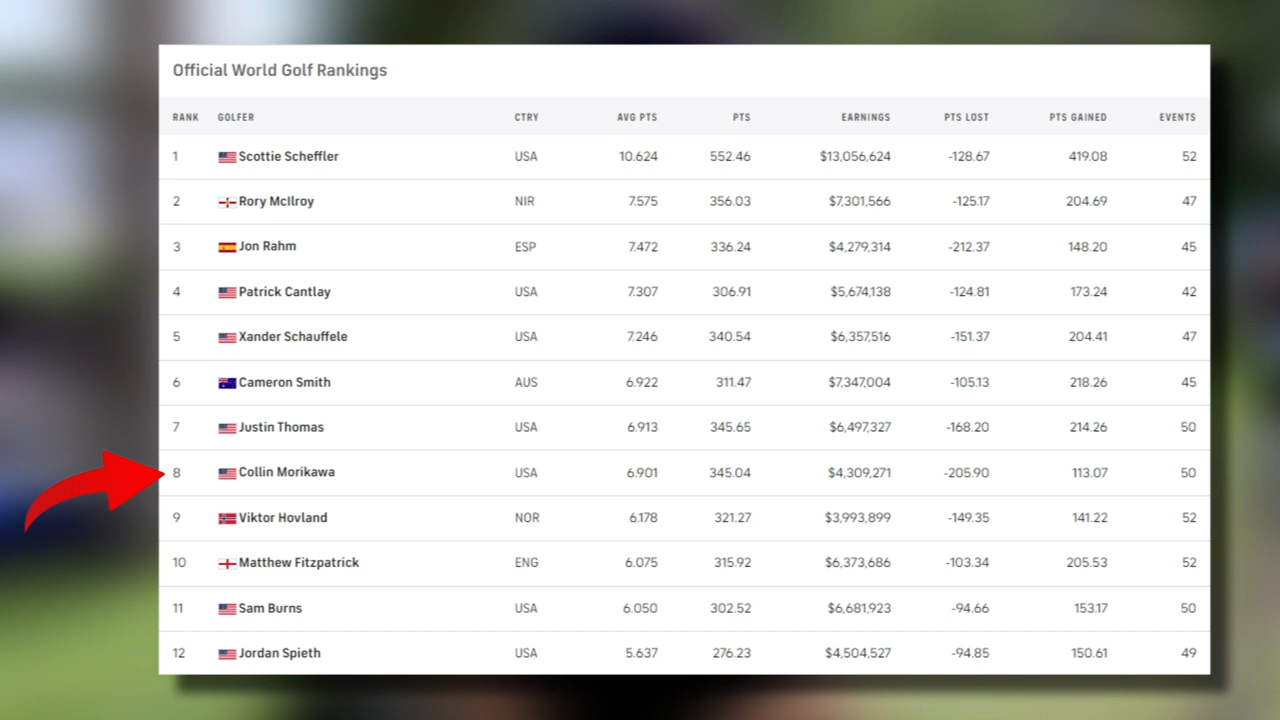 Official World Golf Rankings
RANK GOLFER CTRY AVG PTS PTS EARNINGS PTS LOST PTS GAINED EVENTS
1 Scottie Scheffler USA 10.624 552.46 $13,056,624 -128.67 419.08 52
2 Rory McIlroy NIR 7.575 356.03 $7,301,566 -125.17 204.69 47
3 Jon Rahm ESP 7.472 336.24 $4,279,314 -212.37 148.20 45
4 Patrick Cantlay USA 7.307 306.91 $5,674,138 -124.81 173.24 42
5 Xander Schauffele USA 7.246 340.54 $6,357,516 -151.37 204.41 47
6 Cameron Smith AUS 6.922 311.47 $7,347,004 -105.13 218.26 45
7 Justin Thomas USA 6.913 345.65 $6,497,327 -168.20 214.26 50
8 Collin Morikawa USA 6.901 345.04 $4,309,271 -205.90 113.07 50
9 Viktor Hovland NOR 6.178 321.27 $3,993,899 -149.35 141.22 52
10 Matthew Fitzpatrick ENG 6.075 315.92 $6,373,686 -103.34 205.53 52
11 Sam Burns USA 6.050 302.52 $6,681,923 -94.66 153.17 50
12 Jordan Spieth USA 5.637 276.23 $4,504,527 -94.85 150.61 49